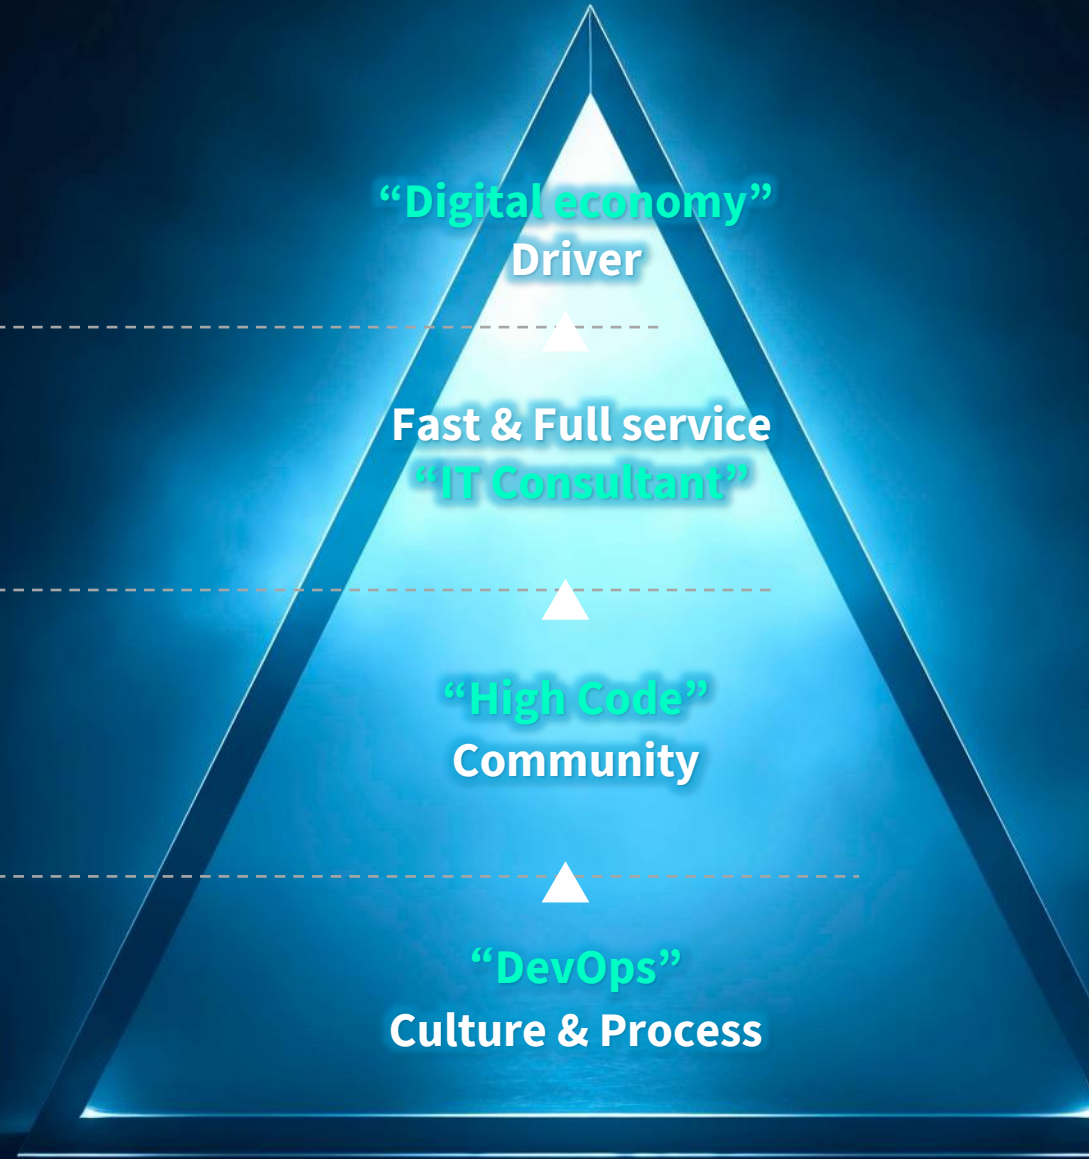 “Digital economy”
Driver
Fast & Full service
“IT Consultant”
“High Code”
Community
“DevOps”
Culture & Process